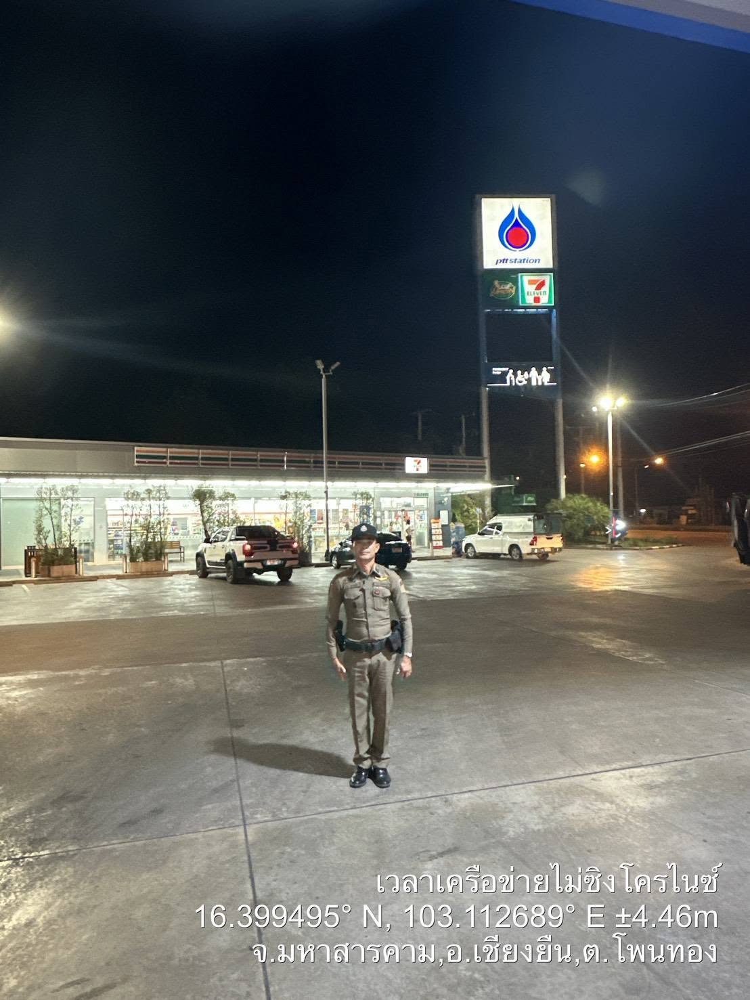 ptt station
7
ELEVEn
เวลาเครือข่ายไม่ซิงโครไนซ์
16.399495° N, 103.112689° E ±4.46m
จ.มหาสารคาม,อ.เชียงยืน,ต.โพนทอง